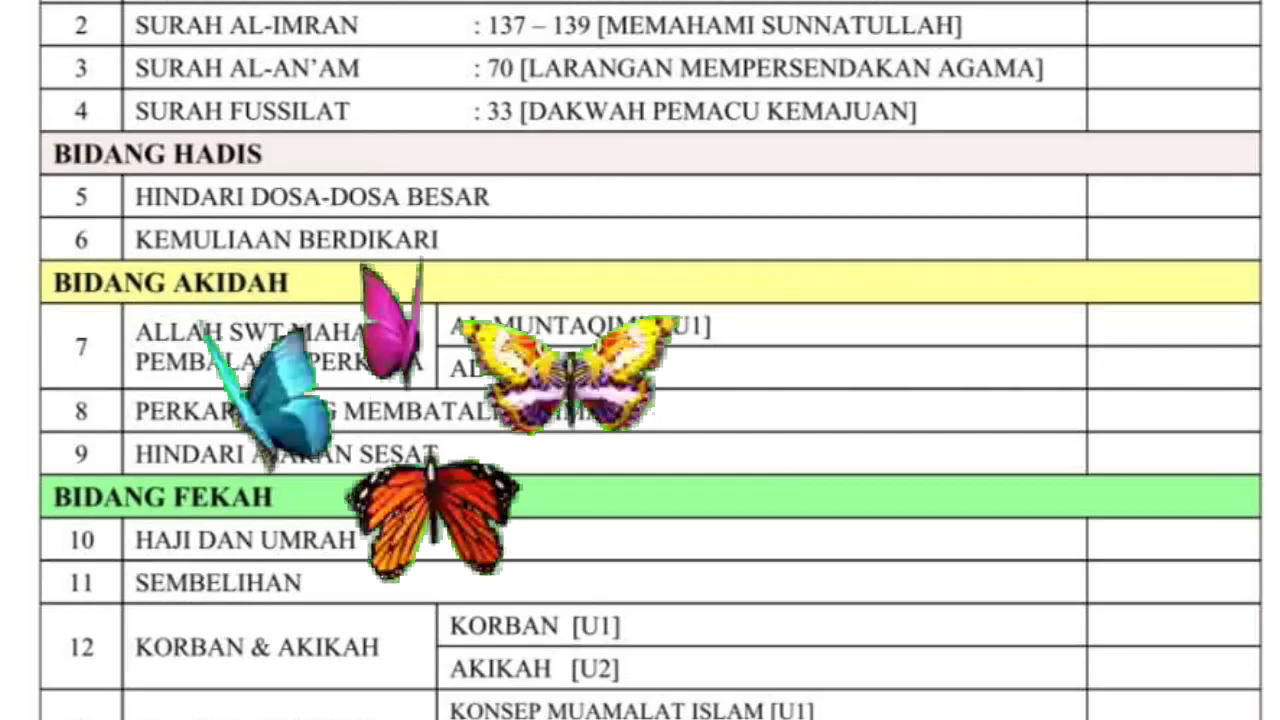 2 SURAH AL-IMRAN : 137 – 139 [MEMAHAMI SUNNATULLAH]
3 SURAH AL-AN’AM : 70 [LARANGAN MEMPERSENDAKAN AGAMA]
4 SURAH FUSSILAT : 33 [DAKWAH PEMACU KEMAJUAN]
BIDANG HADIS
5 HINDARI DOSA-DOSA BESAR
6 KEMULIAAN BERDIKARI
BIDANG AKIDAH
7 ALLAH SWT MAHA
8
9 HINDARI AJARAN SESAT
BIDANG FEKAH
10 HAJI DAN UMRAH
11 SEMBELIHAN
12 KORBAN & AKIKAH
KORBAN [U1]
AKIKAH [U2]
KONSEP MUAMALAT ISLAM [U1]